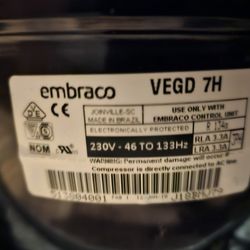 embraco VEGD 7H
JOINVILLE-SC
MADE IN BRAZIL
USE ONLY WITH
EMBRACO CONTROL UNIT
ELECTRONICALLY PROTECTED
230V - 46 TO 133Hz
RLA 3.3A
LRA 3.3A
NOM
WARNING: Permanent damage will occur if
Compressor is directly connected to AC line
513804001